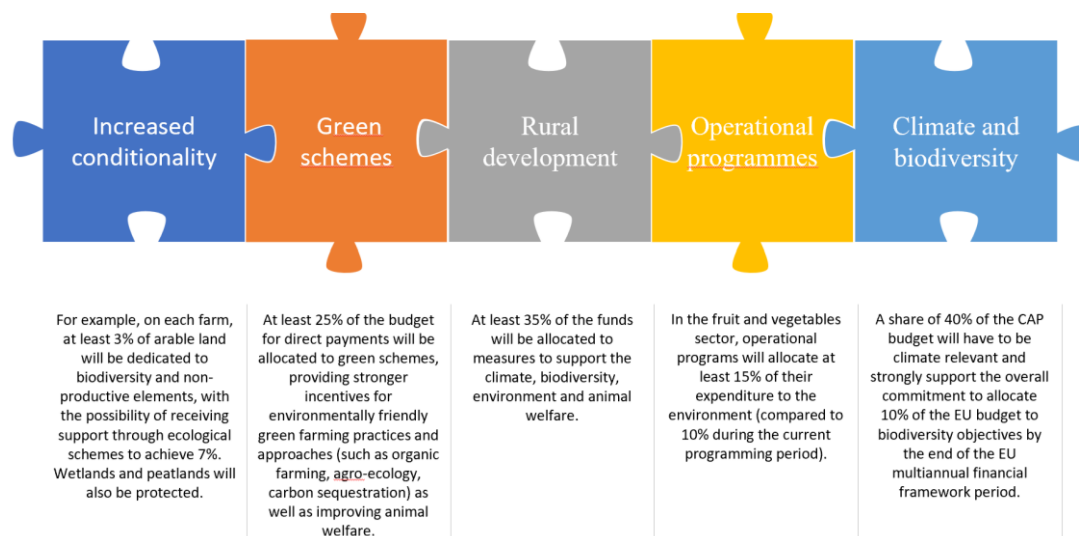 Increased
conditionality
Green
schemes
Rural
development
Operational
programmes
Climate and
biodiversity
For example, on each farm,
at least 3% of arable land
will be dedicated to
biodiversity and non-
productive elements, with
the possibility of receiving
support through ecological
schemes to achieve 7%.
Wetlands and peatlands will
also be protected.
At least 25% of the budget
for direct payments will be
allocated to green schemes,
providing stronger
incentives for
environmentally friendly
green farming practices and
approaches (such as organic
farming, agro-ecology,
carbon sequestration) as
well as improving animal
welfare.
At least 35% of the funds
will be allocated to
measures to support the
climate, biodiversity,
environment and animal
welfare.
In the fruit and vegetables
sector, operational
programs will allocate at
least 15% of their
expenditure to the
environment (compared to
10% during the current
programming period).
A share of 40% of the CAP
budget will have to be
climate relevant and
strongly support the overall
commitment to allocate
10% of the EU budget to
biodiversity objectives by
the end of the EU
multiannual financial
framework period.